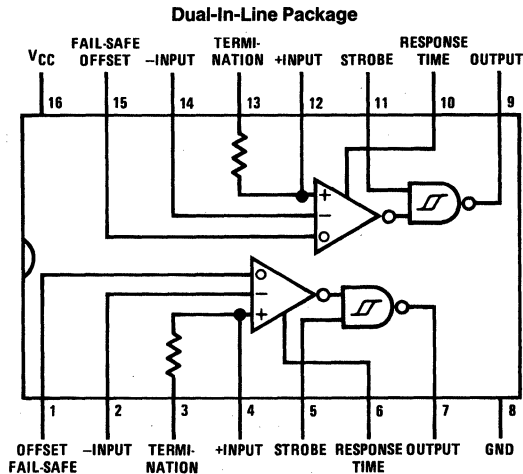 Dual-In-Line Package
VCC
FAIL-SAFE
OFFSET
–INPUT
TERMI-
NATION
+INPUT
STROBE
RESPONSE
TIME
OUTPUT
16 15 14 13 12 11 10 9
+
–
+
–
1 2 3 4 5 6 7 8
OFFSET
FAIL-SAFE
–INPUT
TERMI-
NATION
+INPUT
STROBE
RESPONSE
TIME
OUTPUT
GND